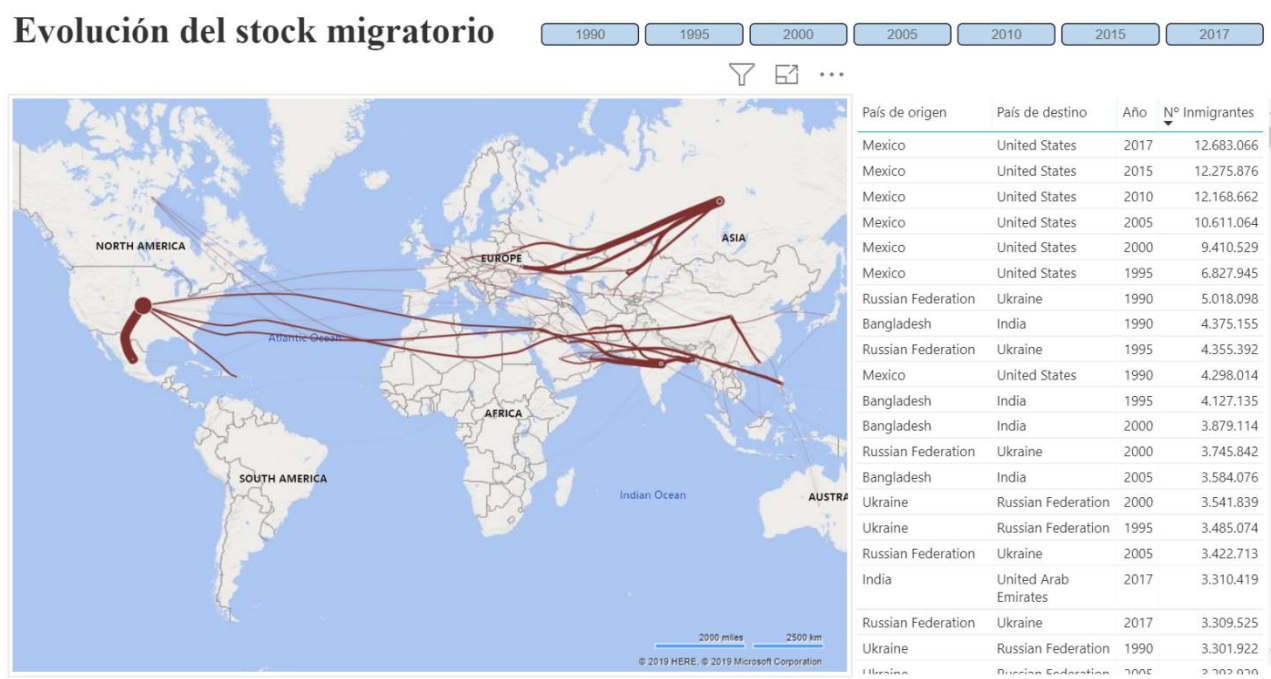 Evolución del stock migratorio
1990 1995 2000 2005 2010 2015 2017
NORTH AMERICA
EUROPE
ASIA
Atlantic Ocean
AFRICA
SOUTH AMERICA
Indian Ocean
AUSTRA
2000 miles 2500 km
© 2019 HERE, © 2019 Microsoft Corporation
País de origen País de destino Año Nº Inmigrantes
Mexico United States 2017 12.683.066
Mexico United States 2015 12.275.876
Mexico United States 2010 12.168.662
Mexico United States 2005 10.611.064
Mexico United States 2000 9.410.529
Mexico United States 1995 6.827.945
Russian Federation Ukraine 1990 5.018.098
Bangladesh India 1990 4.375.155
Russian Federation Ukraine 1995 4.355.392
Mexico United States 1990 4.298.014
Bangladesh India 1995 4.127.135
Bangladesh India 2000 3.879.114
Russian Federation Ukraine 2000 3.745.842
Bangladesh India 2005 3.584.076
Ukraine Russian Federation 2000 3.541.839
Ukraine Russian Federation 1995 3.485.074
Russian Federation Ukraine 2005 3.422.713
India United Arab 2017 3.310.419
Emirates
Russian Federation Ukraine 2017 3.309.525
Ukraine Russian Federation 1990 3.301.922
Ukraine Russian Federation 2005 3.293.929